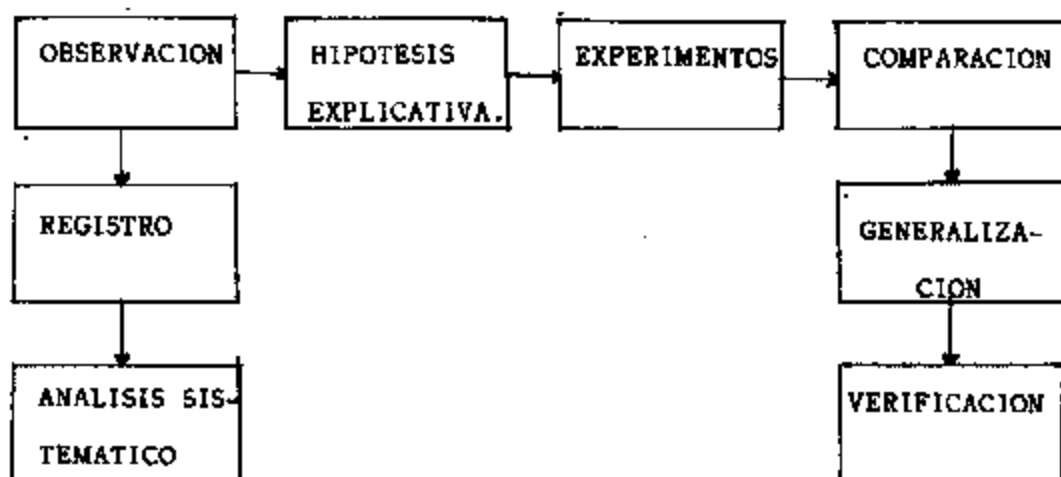 OBSERVACION
HIPOTESIS
EXPLICATIVA.
EXPERIMENTOS
COMPARACION
REGISTRO
GENERALIZA-
CION
ANALISIS SIS-
TEMATICO
VERIFICACION